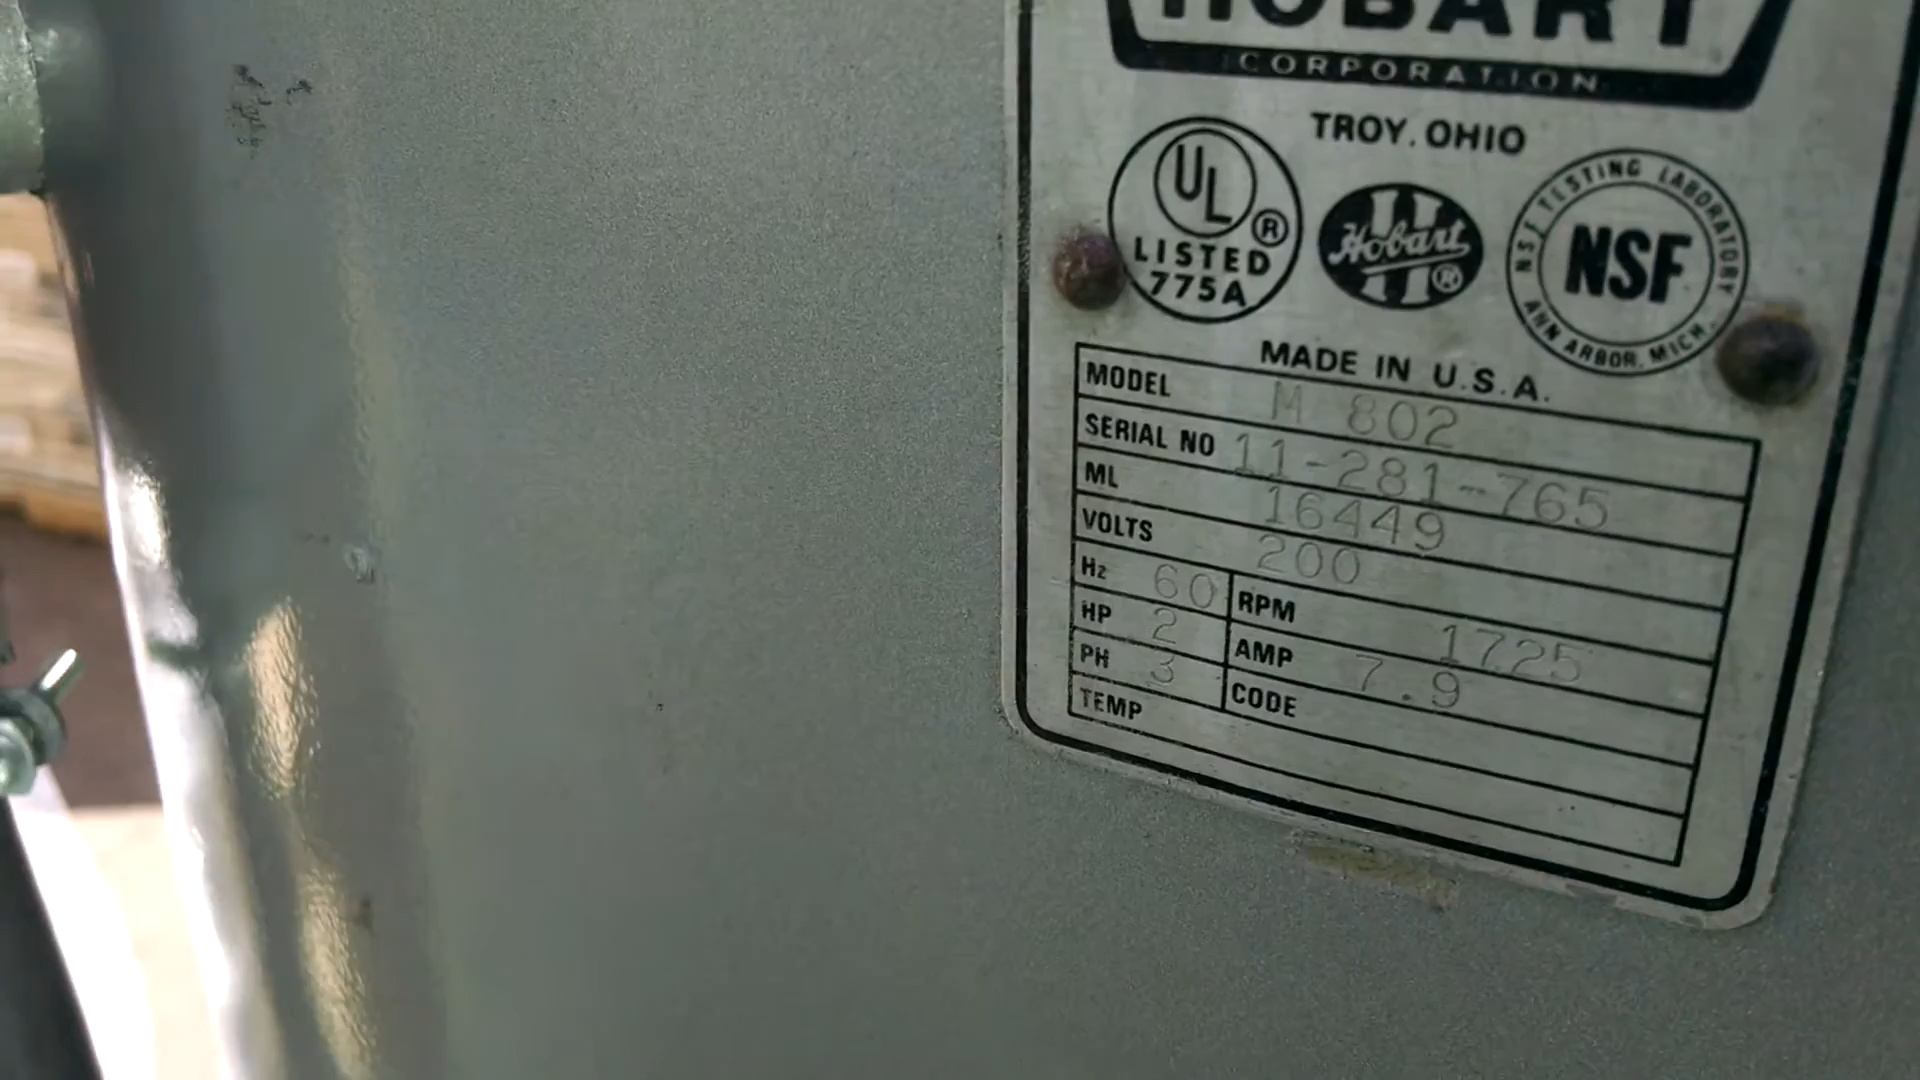 HOBART
CORPORATION
TROY, OHIO
UL ®
LISTED
775A
Hobart ®
NSF TESTING LABORATORY
NSF
ANN ARBOR, MICH.
MADE IN U.S.A.
MODEL M 802
SERIAL NO 11-281-765
ML 16449
VOLTS 200
Hz 60 RPM 1725
HP 2 AMP 7.9
PH 3 CODE
TEMP